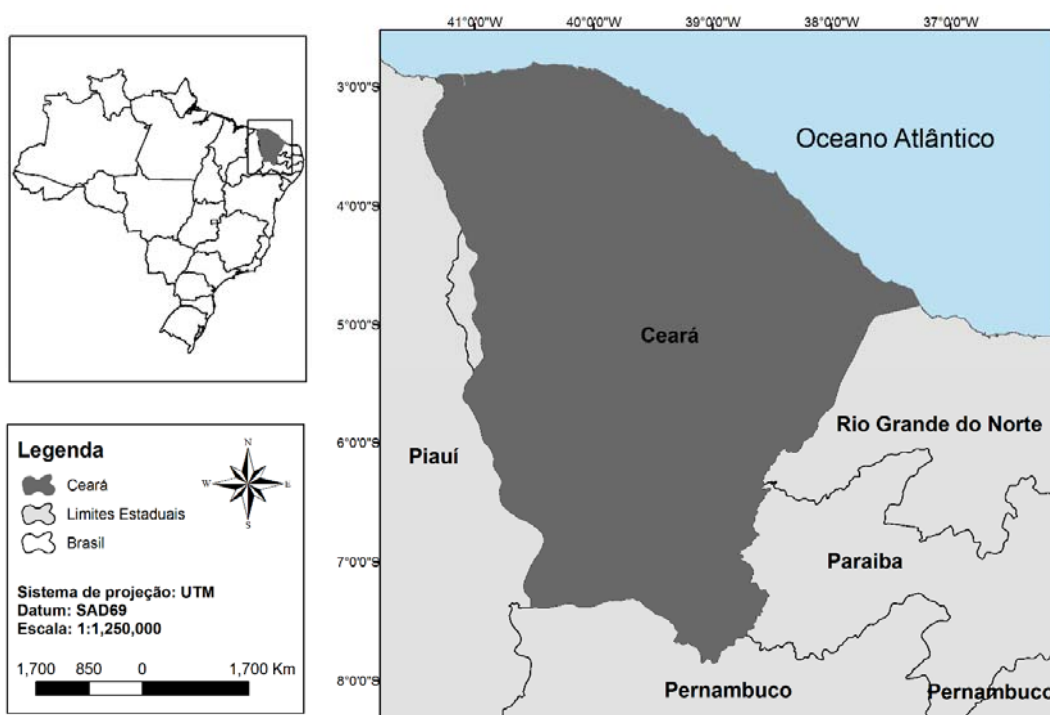 41°0'0"W 40°0'0"W 39°0'0"W 38°0'0"W 37°0'0"W
3°0'0"S
4°0'0"S
5°0'0"S
6°0'0"S
7°0'0"S
8°0'0"S
Oceano Atlântico
Ceará
Rio Grande do Norte
Piauí
Paraiba
Pernambuco
Pernambuco
Legenda
N
W E
S
Ceará
Limites Estaduais
Brasil
Sistema de projeção: UTM
Datum: SAD69
Escala: 1:1,250,000
1,700 850 0 1,700 Km